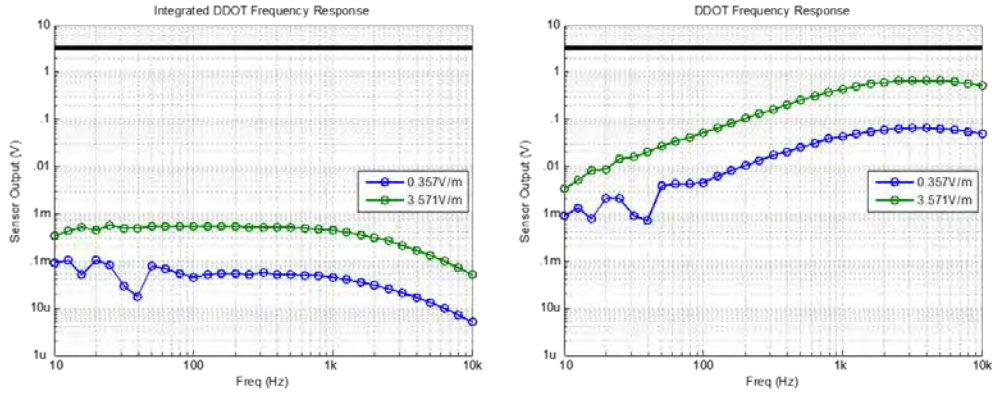 Integrated DDOT Frequency Response
10
1
.1
.01
1m
.1m
10u
1u
Sensor Output (V)
0.357V/m
3.571V/m
10
100
1k
10k
Freq (Hz)
DDOT Frequency Response
10
1
.1
.01
1m
.1m
10u
1u
Sensor Output (V)
0.357V/m
3.571V/m
10
100
1k
10k
Freq (Hz)